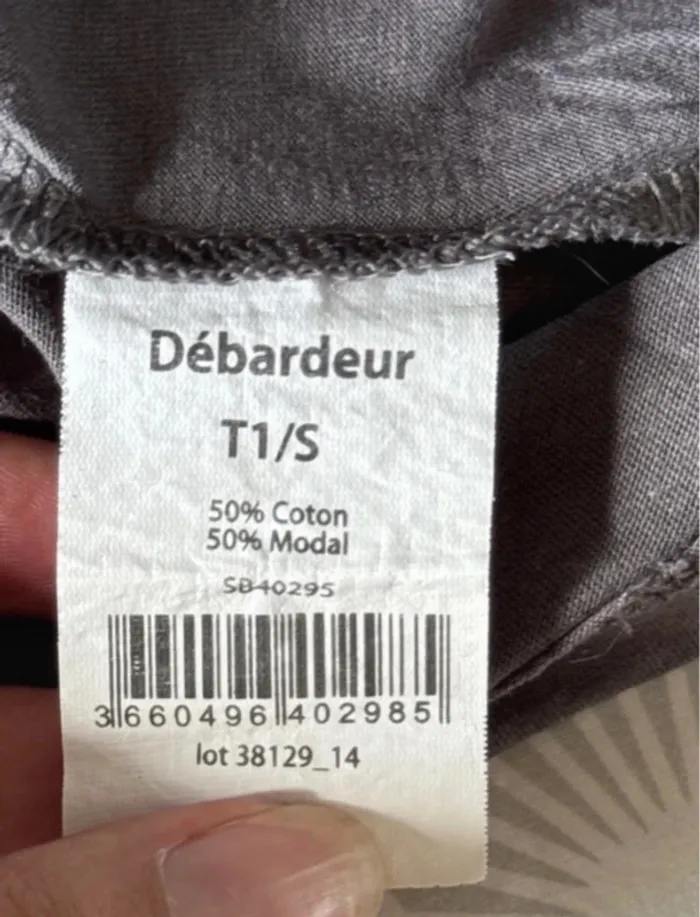 Débardeur
T1/S
50% Coton
50% Modal
SB40295
3 660496 402985
lot 38129_14